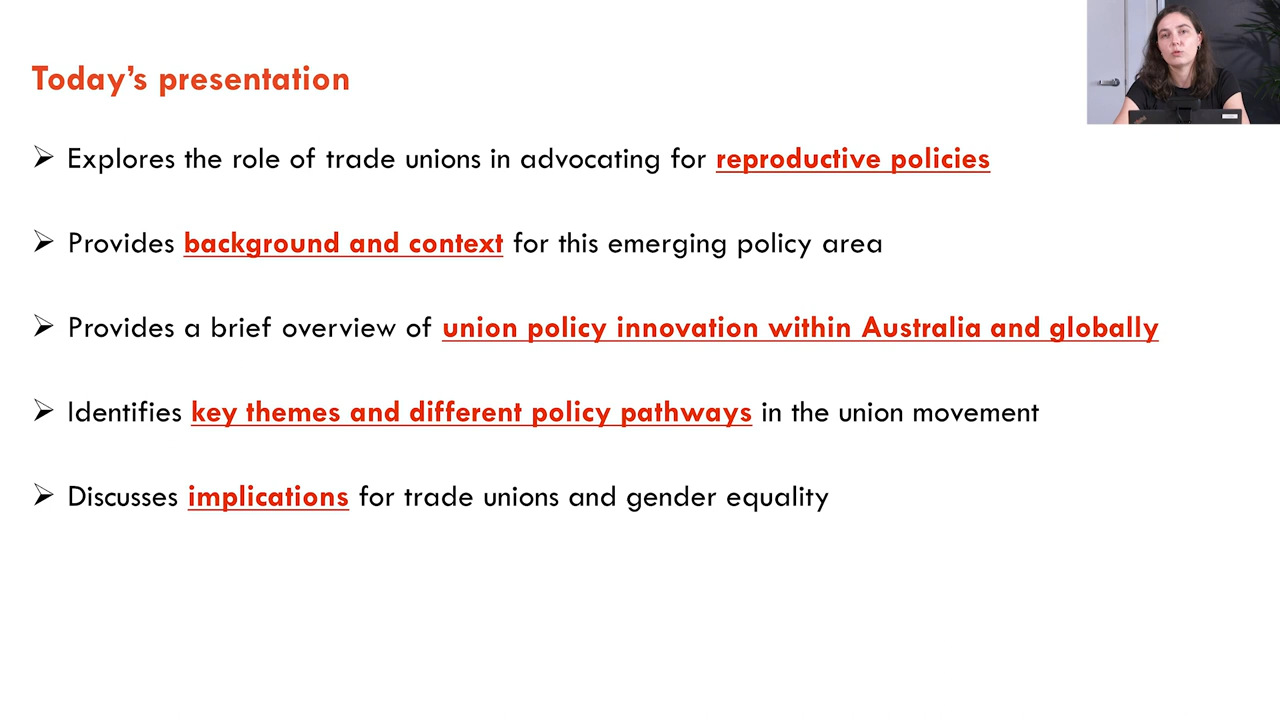 Today’s presentation
Explores the role of trade unions in advocating for reproductive policies
Provides background and context for this emerging policy area
Provides a brief overview of union policy innovation within Australia and globally
Identifies key themes and different policy pathways in the union movement
Discusses implications for trade unions and gender equality